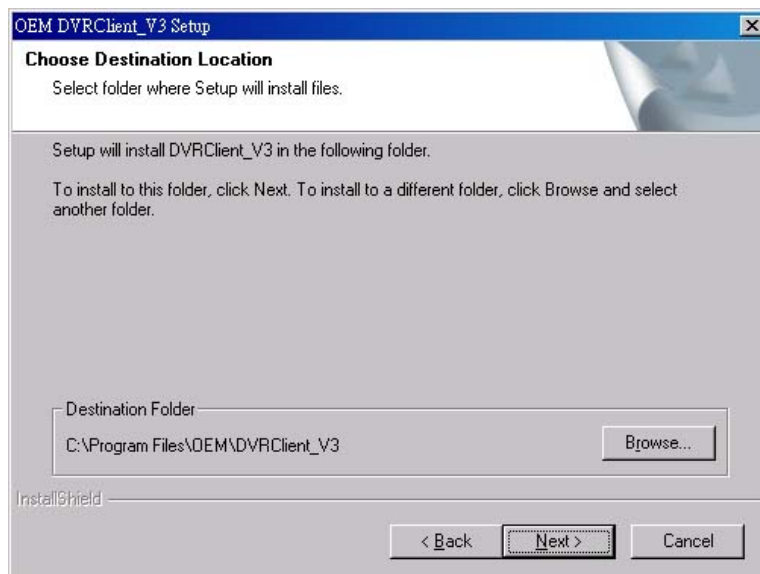 OEM DVRClient_V3 Setup
Choose Destination Location
Select folder where Setup will install files.
Setup will install DVRClient_V3 in the following folder.
To install to this folder, click Next. To install to a different folder, click Browse and select
another folder.
Destination Folder
C:\Program Files\OEM\DVRClient_V3
Browse...
InstallShield
< Back
Next >
Cancel